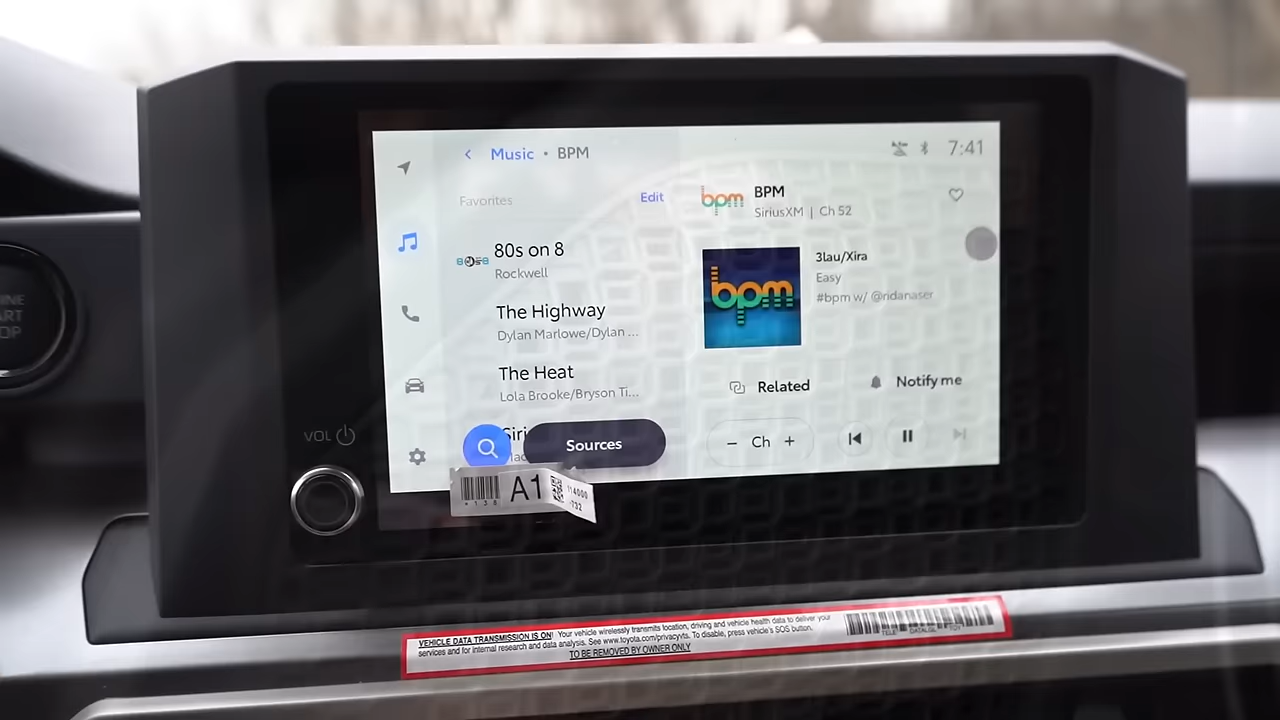 Music • BPM
7:41
Favorites
Edit
80s on 8
Rockwell
The Highway
Dylan Marlowe/Dylan ...
The Heat
Lola Brooke/Bryson Ti...
Siri
Sources
bpm
BPM
SiriusXM | Ch 52
bpm
3lau/Xira
Easy
#bpm w/ @ridanaser
Related
Notify me
− Ch +
VOL
A1
VEHICLE DATA TRANSMISSION IS ON! Your vehicle wirelessly transmits location, driving and vehicle health data to deliver your
services and for internal research and data analysis. See www.toyota.com/privacyvts. To disable, press vehicle's SOS button.
TO BE REMOVED BY OWNER ONLY